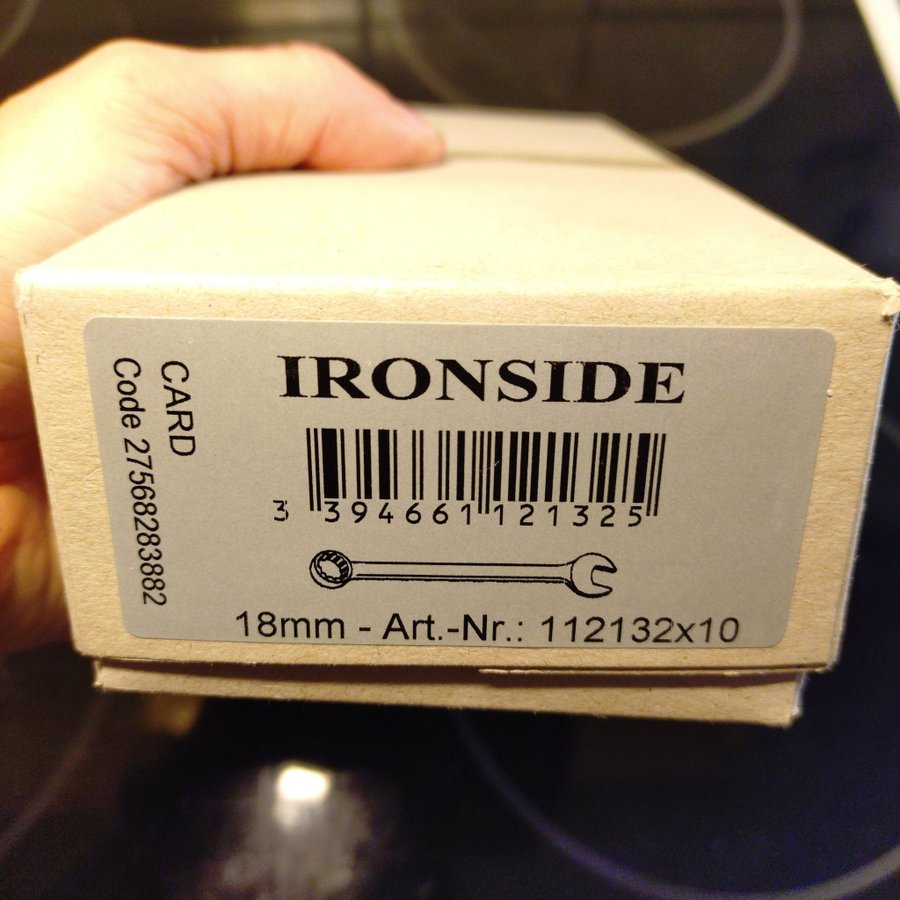 IRONSIDE
3 394661 121325
18mm - Art.-Nr.: 112132x10
CARD
Code 27568283882